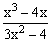 x³ − 4x
3x² − 4